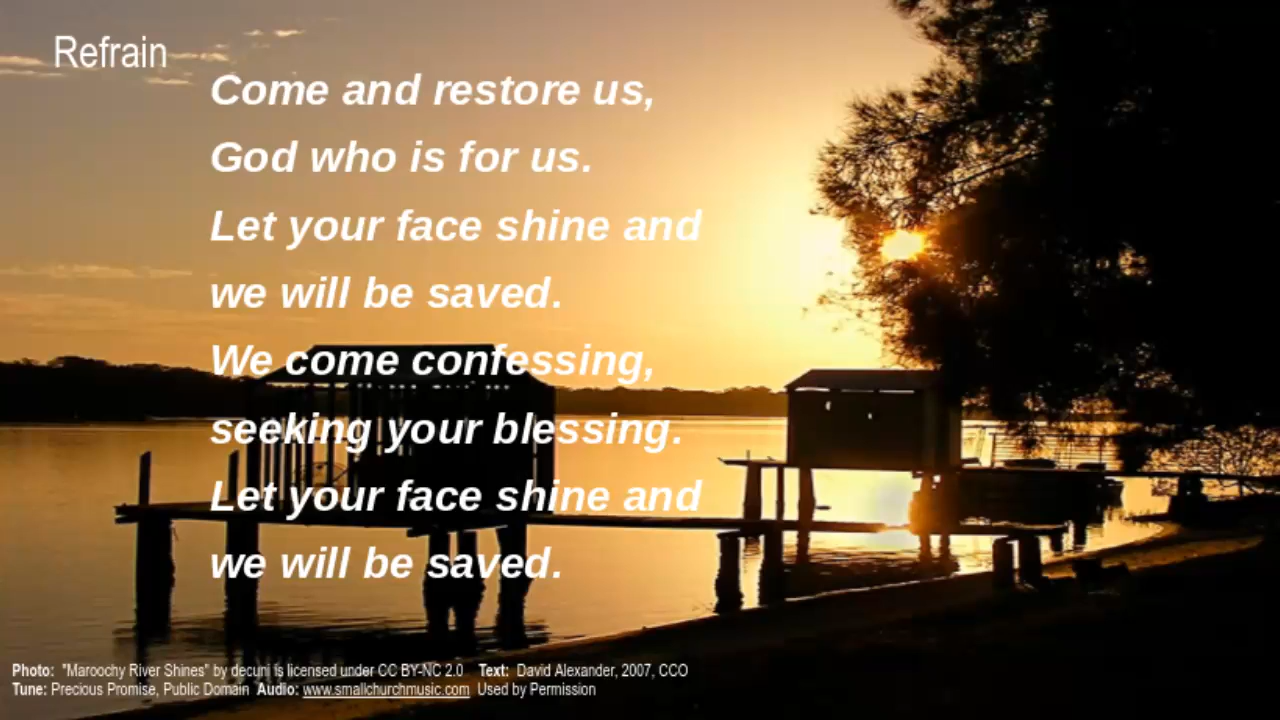 Refrain
Come and restore us,
God who is for us.
Let your face shine and
we will be saved.
We come confessing,
seeking your blessing.
Let your face shine and
we will be saved.
Photo: "Maroochy River Shines" by decuni is licensed under CC BY-NC 2.0 Text: David Alexander, 2007, CCO
Tune: Precious Promise, Public Domain Audio: www.smallchurchmusic.com Used by Permission